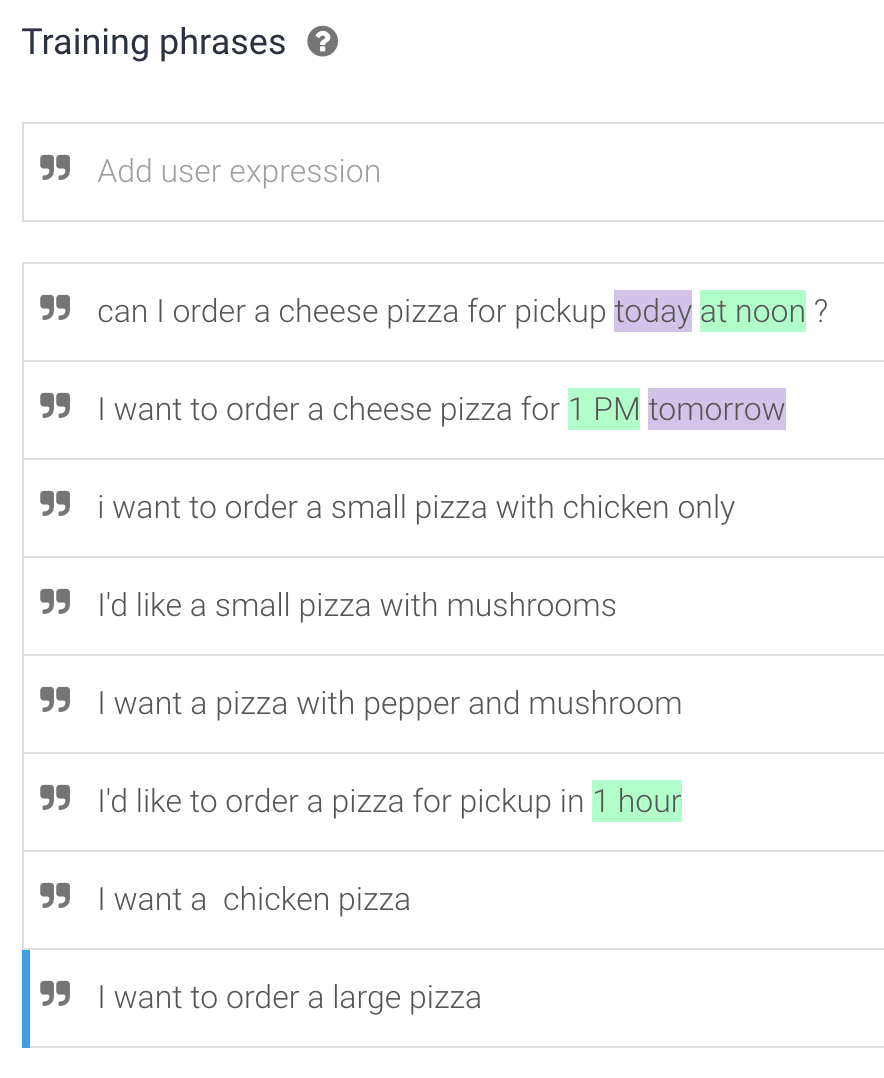 Training phrases ?
Add user expression
can I order a cheese pizza for pickup today at noon ?
I want to order a cheese pizza for 1 PM tomorrow
i want to order a small pizza with chicken only
I'd like a small pizza with mushrooms
I want a pizza with pepper and mushroom
I'd like to order a pizza for pickup in 1 hour
I want a  chicken pizza
I want to order a large pizza